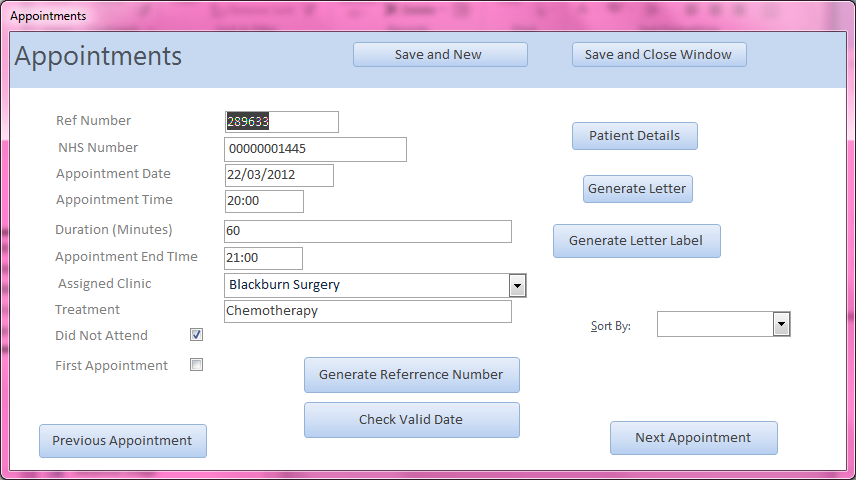 Appointments
Appointments
Save and New
Save and Close Window
Ref Number 289633
Patient Details
NHS Number 00000001445
Appointment Date 22/03/2012
Generate Letter
Appointment Time 20:00
Duration (Minutes) 60
Generate Letter Label
Appointment End TIme 21:00
Assigned Clinic Blackburn Surgery
Treatment Chemotherapy
Sort By:
Did Not Attend
First Appointment
Generate Referrence Number
Check Valid Date
Previous Appointment
Next Appointment